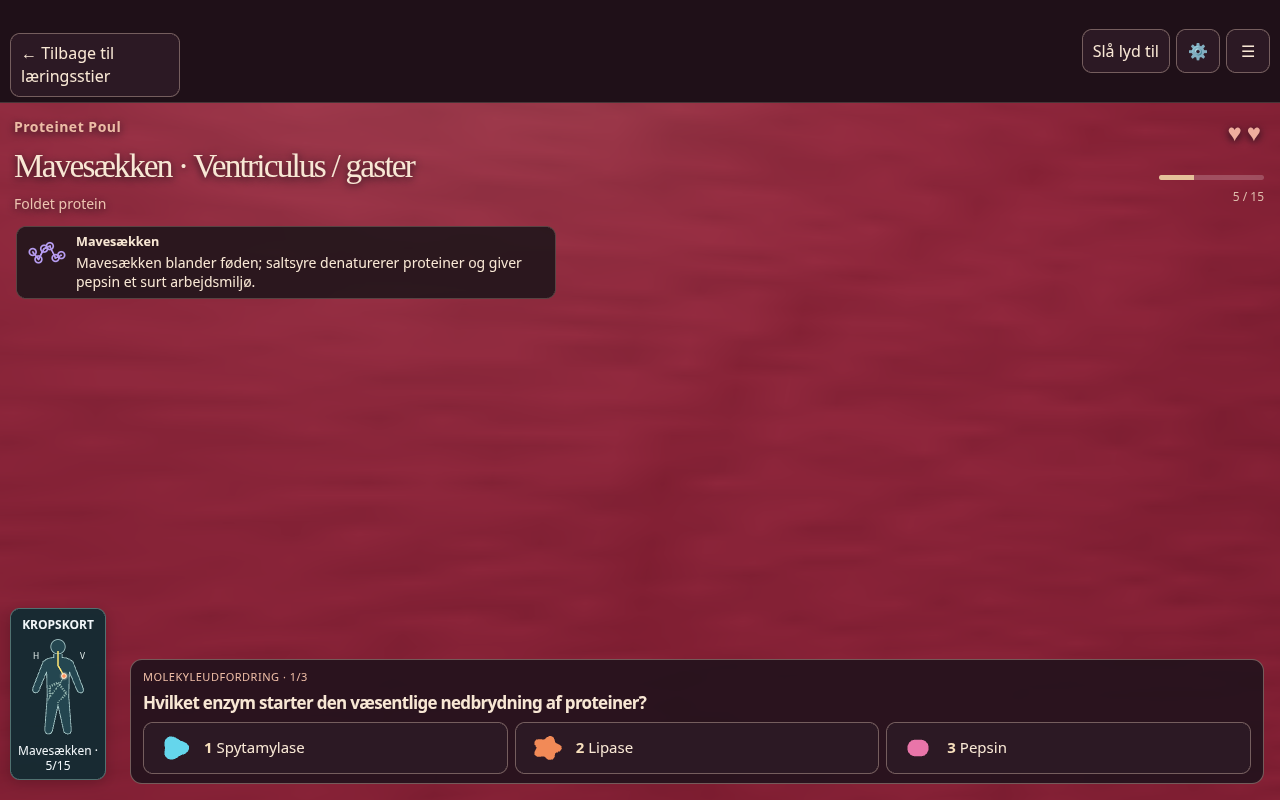 ← Tilbage til
læringsstier
Slå lyd til
Proteinet Poul
Mavesækken · Ventriculus / gaster
Foldet protein
5 / 15
Mavesækken
Mavesækken blander føden; saltsyre denaturerer proteiner og giver
pepsin et surt arbejdsmiljø.
KROPSKORT
H V
Mavesækken ·
5/15
MOLEKYLEUDFORDRING · 1/3
Hvilket enzym starter den væsentlige nedbrydning af proteiner?
1 Spytamylase
2 Lipase
3 Pepsin